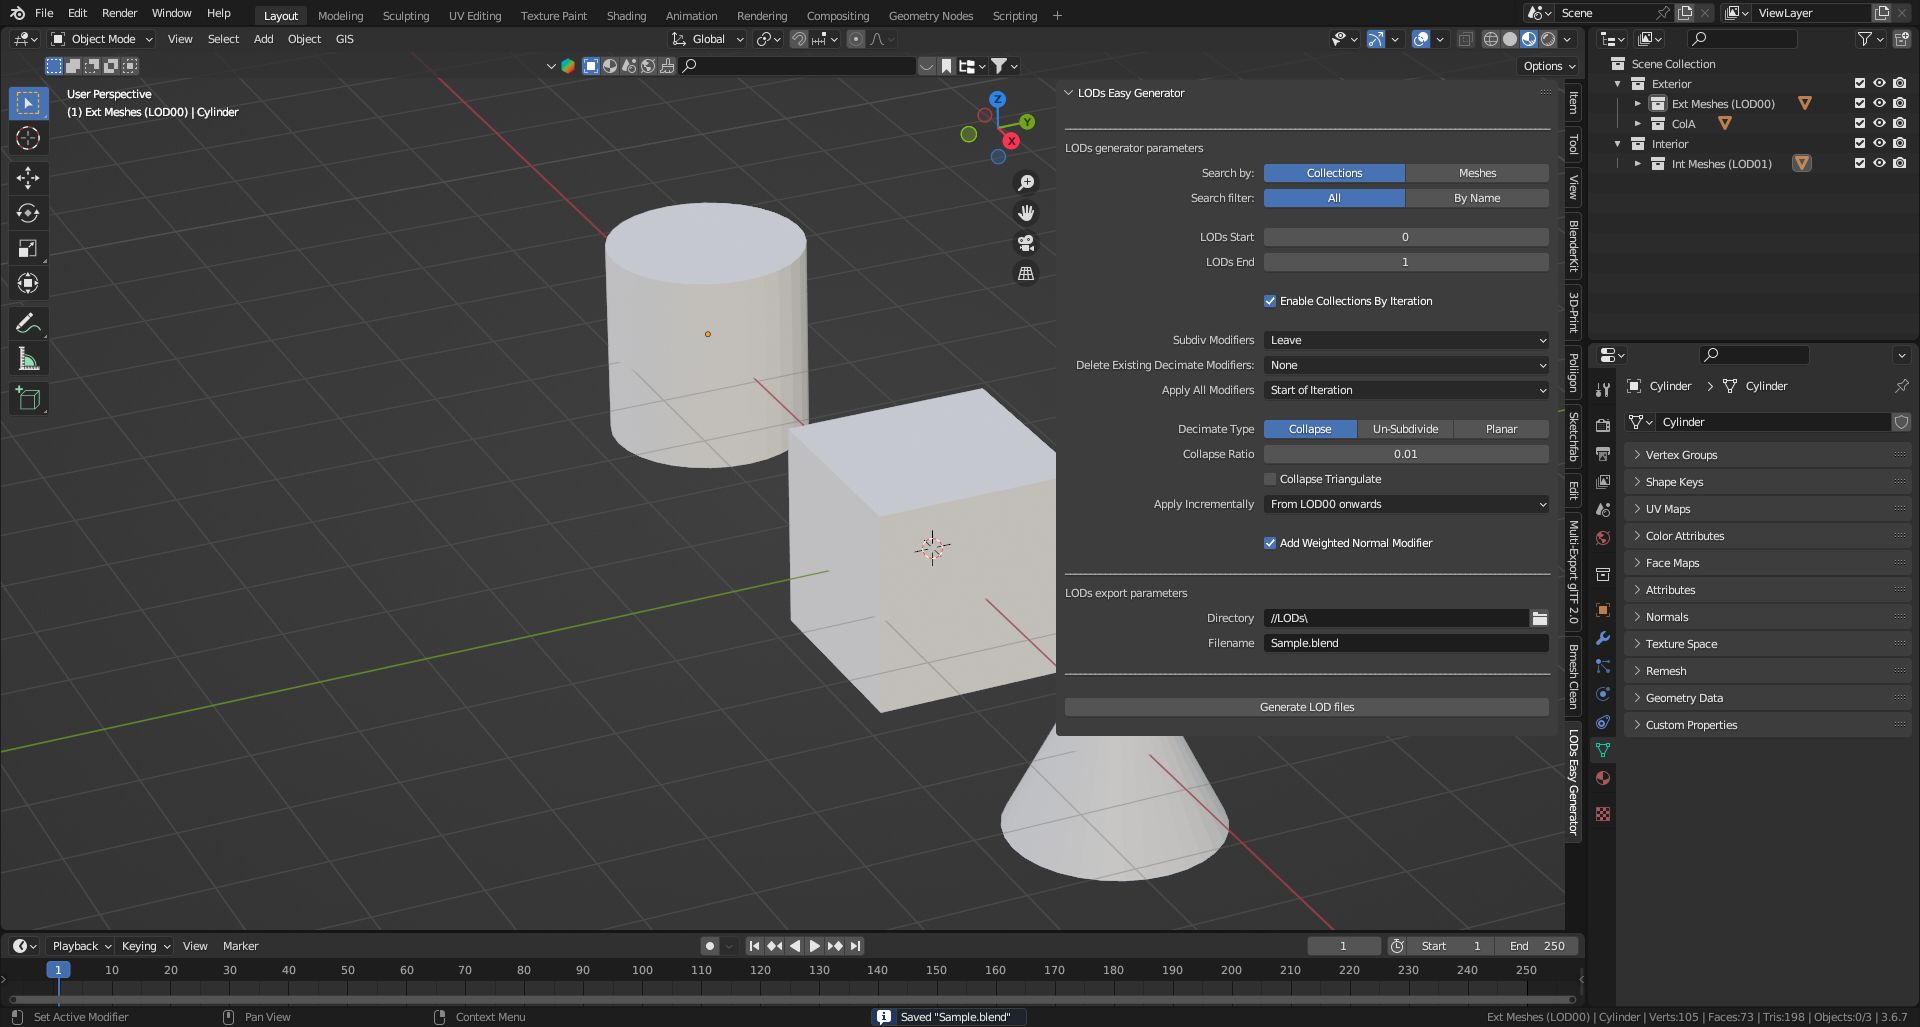 File Edit Render Window Help Layout Modeling Sculpting UV Editing Texture Paint Shading Animation Rendering Compositing Geometry Nodes Scripting + Scene ViewLayer
Object Mode View Select Add Object GIS Global
Options
User Perspective
(1) Ext Meshes (LOD00) | Cylinder
Z
Y
X
LODs Easy Generator
LODs generator parameters
Search by: Collections Meshes
Search filter: All By Name
LODs Start 0
LODs End 1
Enable Collections By Iteration
Subdiv Modifiers Leave
Delete Existing Decimate Modifiers: None
Apply All Modifiers Start of Iteration
Decimate Type Collapse Un-Subdivide Planar
Collapse Ratio 0.01
Collapse Triangulate
Apply Incrementally From LOD00 onwards
Add Weighted Normal Modifier
LODs export parameters
Directory //LODs\
Filename Sample.blend
Generate LOD files
Item
Tool
View
BlenderKit
3D-Print
Poliigon
Sketchfab
Edit
Multi-Export glTF 2.0
Bmesh Clean
LODs Easy Generator
Scene Collection
Exterior
Ext Meshes (LOD00)
ColA
Interior
Int Meshes (LOD01)
Cylinder > Cylinder
Cylinder
Vertex Groups
Shape Keys
UV Maps
Color Attributes
Face Maps
Attributes
Normals
Texture Space
Remesh
Geometry Data
Custom Properties
Playback Keying View Marker 1 Start 1 End 250
1 10 20 30 40 50 60 70 80 90 100 110 120 130 140 150 160 170 180 190 200 210 220 230 240 250
Set Active Modifier Pan View Context Menu Saved "Sample.blend" Ext Meshes (LOD00) | Cylinder | Verts:105 | Faces:73 | Tris:198 | Objects:0/3 | 3.6.7